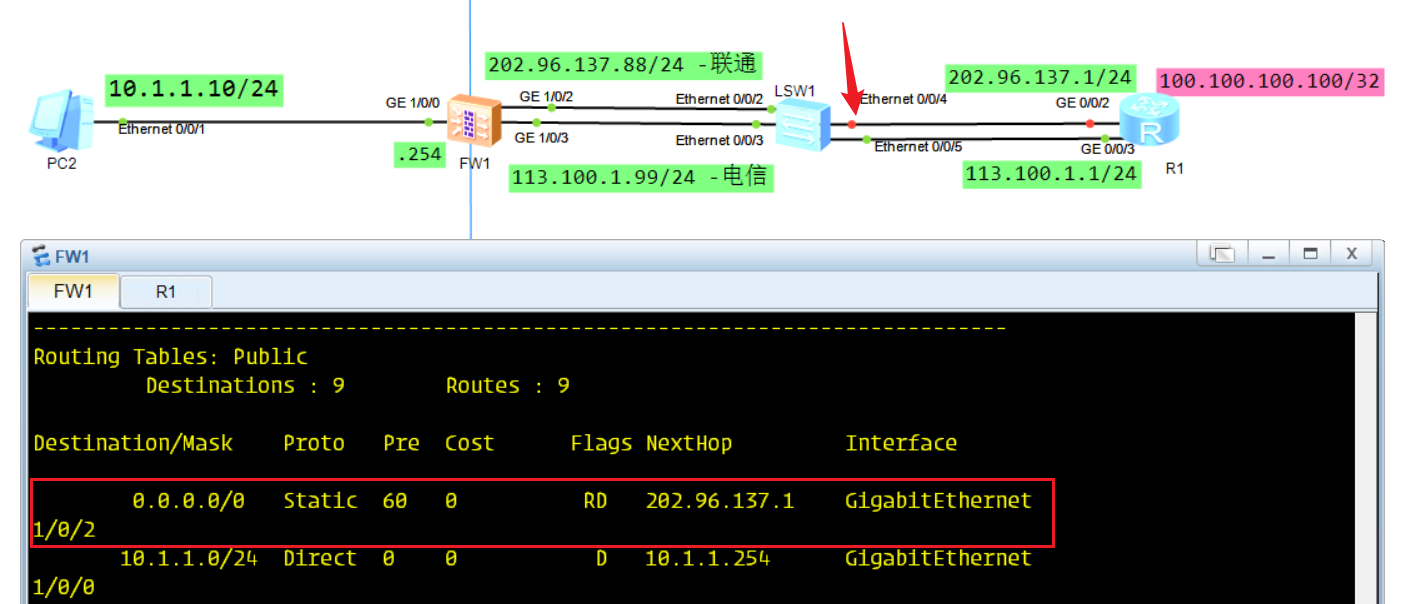 202.96.137.88/24 -联通
10.1.1.10/24
202.96.137.1/24
100.100.100.100/32
GE 1/0/0
GE 1/0/2
Ethernet 0/0/2
LSW1
Ethernet 0/0/4
GE 0/0/2
Ethernet 0/0/1
GE 1/0/3
Ethernet 0/0/3
Ethernet 0/0/5
GE 0/0/3
PC2
.254
FW1
113.100.1.99/24 -电信
113.100.1.1/24
R
R1
FW1
X
FW1
R1
------------------------------------------------------------------------------
Routing Tables: Public
Destinations : 9 Routes : 9
Destination/Mask Proto Pre Cost Flags NextHop Interface
0.0.0.0/0 Static 60 0 RD 202.96.137.1 GigabitEthernet
1/0/2
10.1.1.0/24 Direct 0 0 D 10.1.1.254 GigabitEthernet
1/0/0